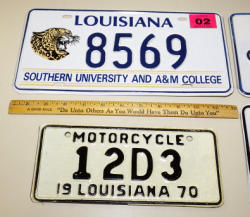 LOUISIANA
02
8569
SOUTHERN UNIVERSITY AND A&M COLLEGE
"Do Unto Others As You Would Have Them Do Unto You"
MOTORCYCLE
12D3
19 LOUISIANA 70